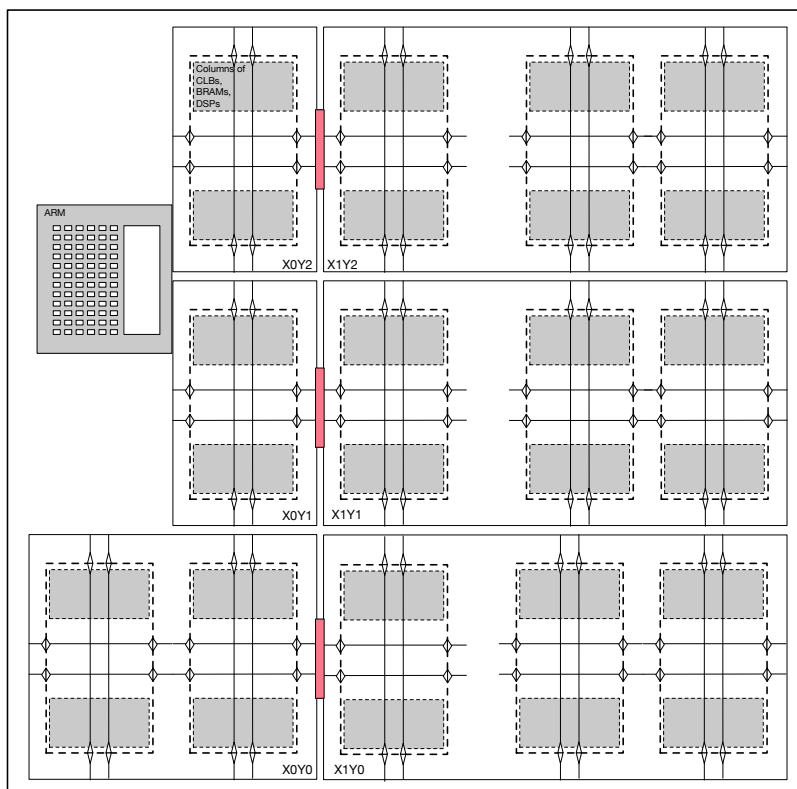 Columns of
CLBs,
BRAMs,
DSPs
ARM
X0Y2
X1Y2
X0Y1
X1Y1
X0Y0
X1Y0